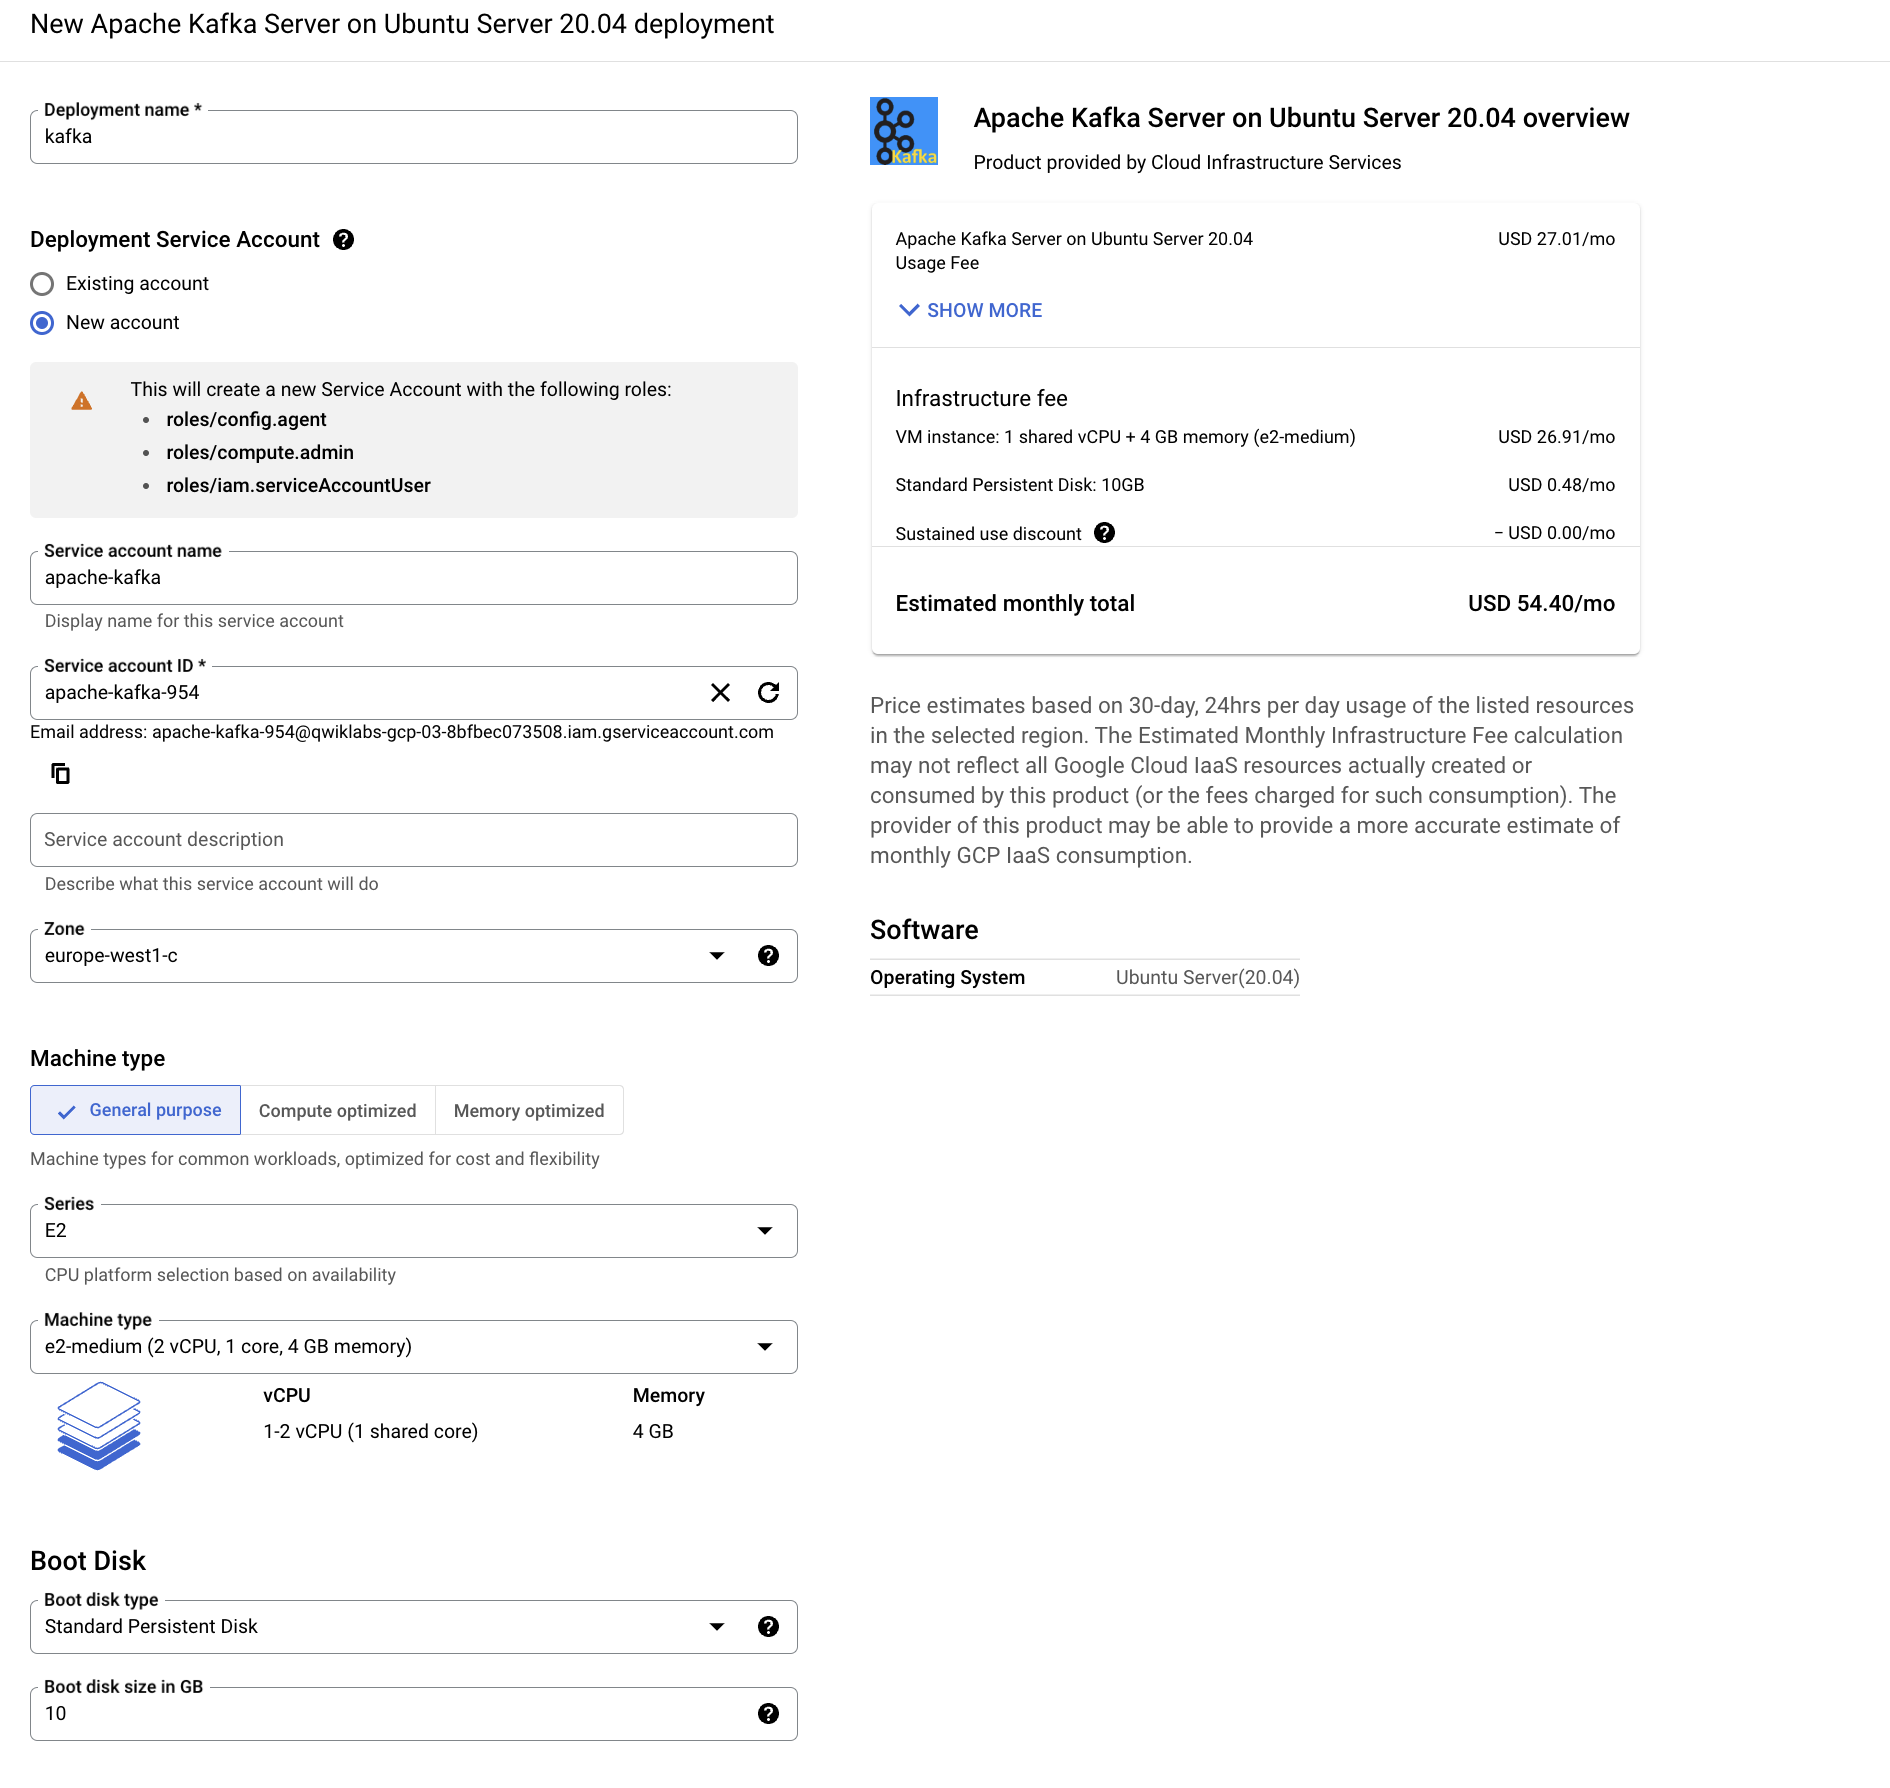 New Apache Kafka Server on Ubuntu Server 20.04 deployment
Deployment name *
kafka
Deployment Service Account
Existing account
New account
This will create a new Service Account with the following roles:
• roles/config.agent
• roles/compute.admin
• roles/iam.serviceAccountUser
Service account name
apache-kafka
Display name for this service account
Service account ID *
apache-kafka-954
Email address: apache-kafka-954@qwiklabs-gcp-03-8bfbec073508.iam.gserviceaccount.com
Service account description
Describe what this service account will do
Zone
europe-west1-c
Machine type
General purpose
Compute optimized
Memory optimized
Machine types for common workloads, optimized for cost and flexibility
Series
E2
CPU platform selection based on availability
Machine type
e2-medium (2 vCPU, 1 core, 4 GB memory)
vCPU
Memory
1-2 vCPU (1 shared core)
4 GB
Boot Disk
Boot disk type
Standard Persistent Disk
Boot disk size in GB
10
Kafka
Apache Kafka Server on Ubuntu Server 20.04 overview
Product provided by Cloud Infrastructure Services
Apache Kafka Server on Ubuntu Server 20.04 USD 27.01/mo
Usage Fee
SHOW MORE
Infrastructure fee
VM instance: 1 shared vCPU + 4 GB memory (e2-medium) USD 26.91/mo
Standard Persistent Disk: 10GB USD 0.48/mo
Sustained use discount − USD 0.00/mo
Estimated monthly total USD 54.40/mo
Price estimates based on 30-day, 24hrs per day usage of the listed resources
in the selected region. The Estimated Monthly Infrastructure Fee calculation
may not reflect all Google Cloud IaaS resources actually created or
consumed by this product (or the fees charged for such consumption). The
provider of this product may be able to provide a more accurate estimate of
monthly GCP IaaS consumption.
Software
Operating System Ubuntu Server(20.04)